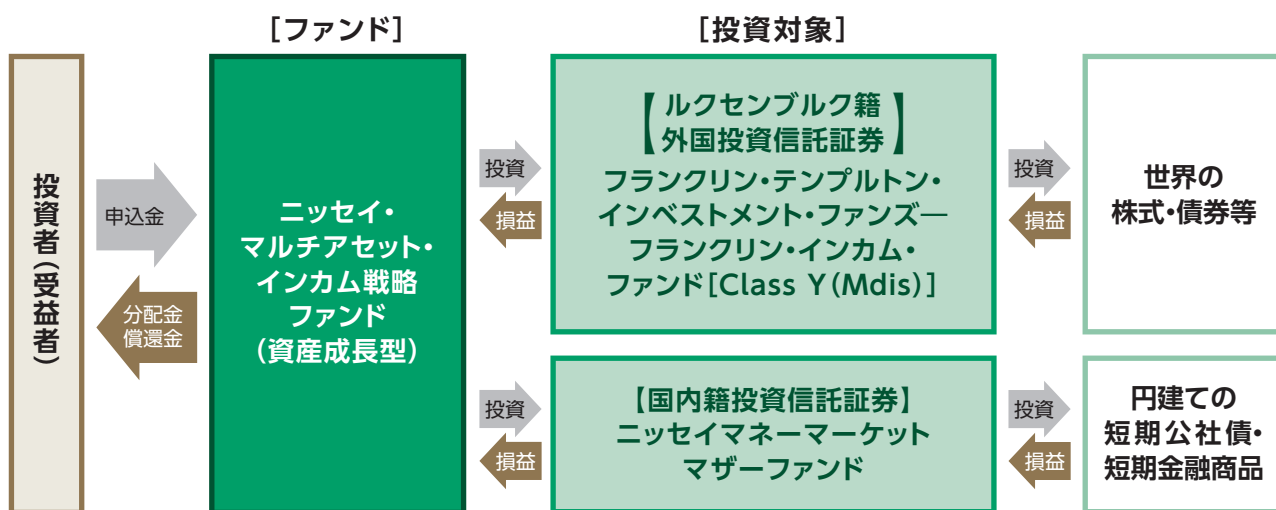 ［ファンド］
［投資対象］
投資者（受益者）
申込金
分配金
償還金
ニッセイ・
マルチアセット・
インカム戦略
ファンド
（資産成長型）
投資
損益
【ルクセンブルク籍
外国投資信託証券】
フランクリン・テンプルトン・
インベストメント・ファンズ―
フランクリン・インカム・
ファンド［Class Y（Mdis）］
投資
損益
世界の
株式・債券等
投資
損益
【国内籍投資信託証券】
ニッセイマネーマーケット
マザーファンド
投資
損益
円建ての
短期公社債・
短期金融商品